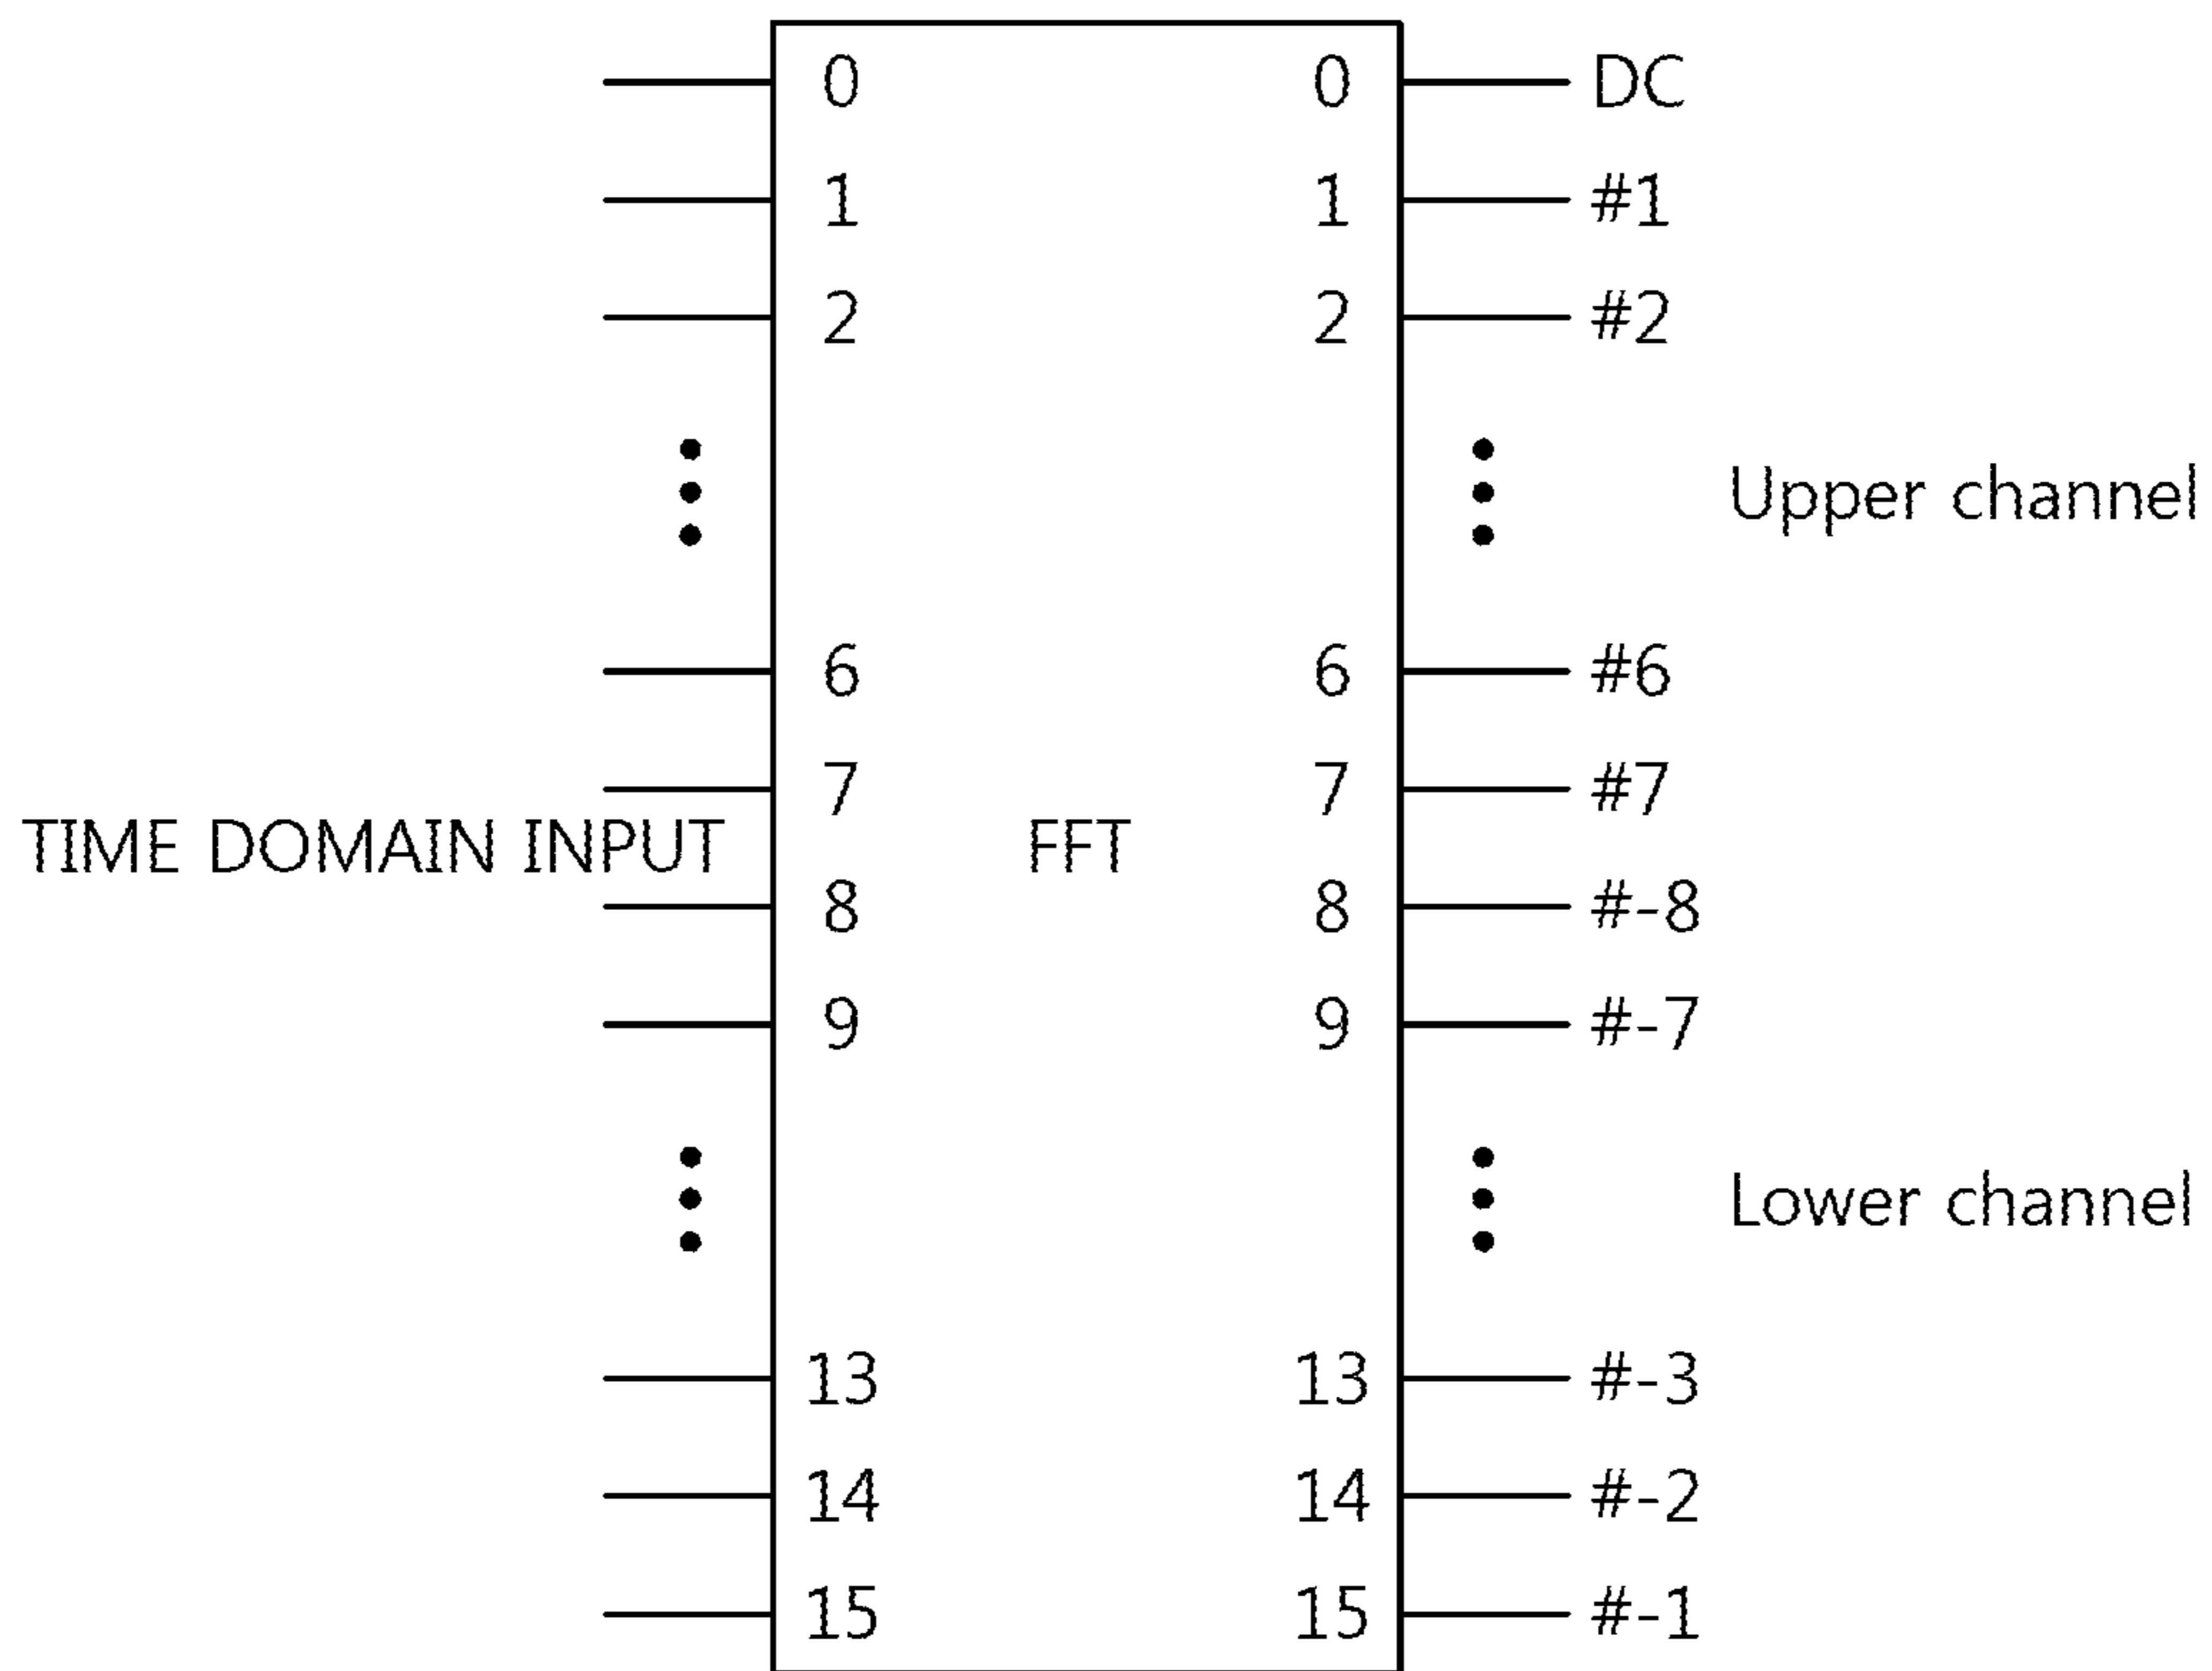 0 0 DC
1 1 #1
2 2 #2
Upper channel
6 6 #6
7 7 #7
TIME DOMAIN INPUT FFT
8 8 #-8
9 9 #-7
Lower channel
13 13 #-3
14 14 #-2
15 15 #-1